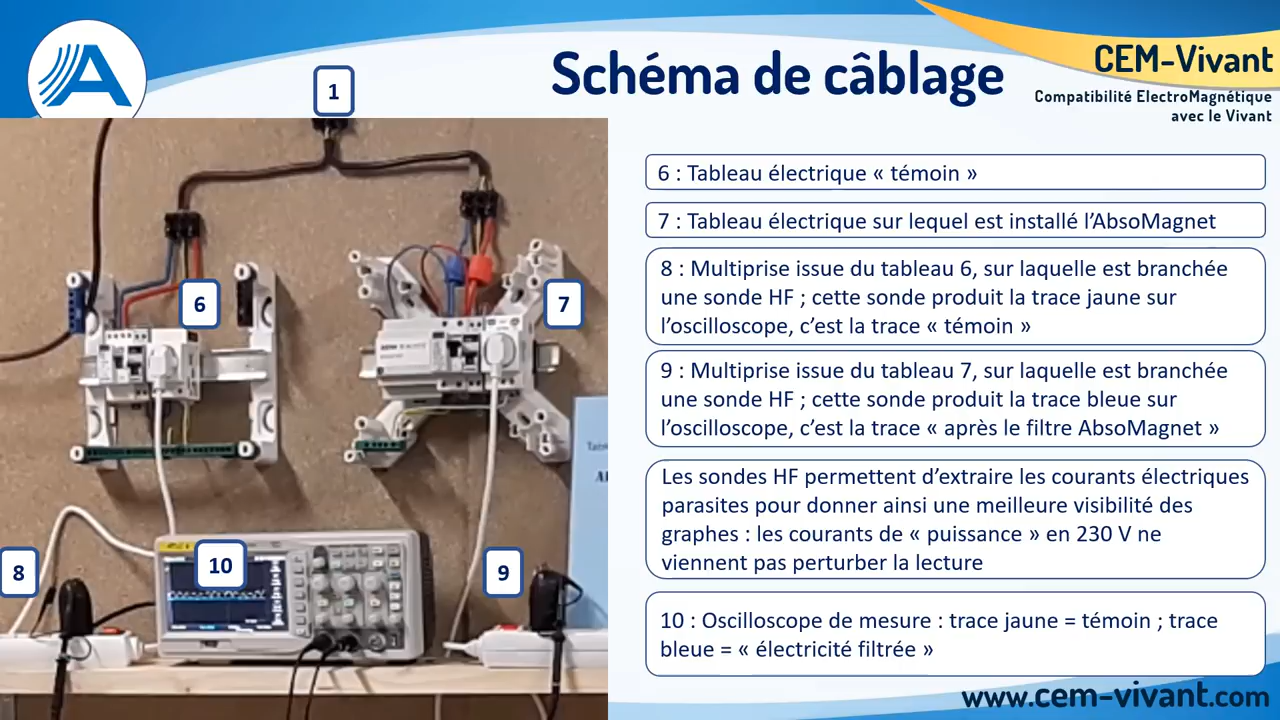 Schéma de câblage
CEM-Vivant
Compatibilité ElectroMagnétique
avec le Vivant
1
6
7
8
9
10
6 : Tableau électrique « témoin »
7 : Tableau électrique sur lequel est installé l’AbsoMagnet
8 : Multiprise issue du tableau 6, sur laquelle est branchée
une sonde HF ; cette sonde produit la trace jaune sur
l’oscilloscope, c’est la trace « témoin »
9 : Multiprise issue du tableau 7, sur laquelle est branchée
une sonde HF ; cette sonde produit la trace bleue sur
l’oscilloscope, c’est la trace « après le filtre AbsoMagnet »
Les sondes HF permettent d’extraire les courants électriques
parasites pour donner ainsi une meilleure visibilité des
graphes : les courants de « puissance » en 230 V ne
viennent pas perturber la lecture
10 : Oscilloscope de mesure : trace jaune = témoin ; trace
bleue = « électricité filtrée »
www.cem-vivant.com